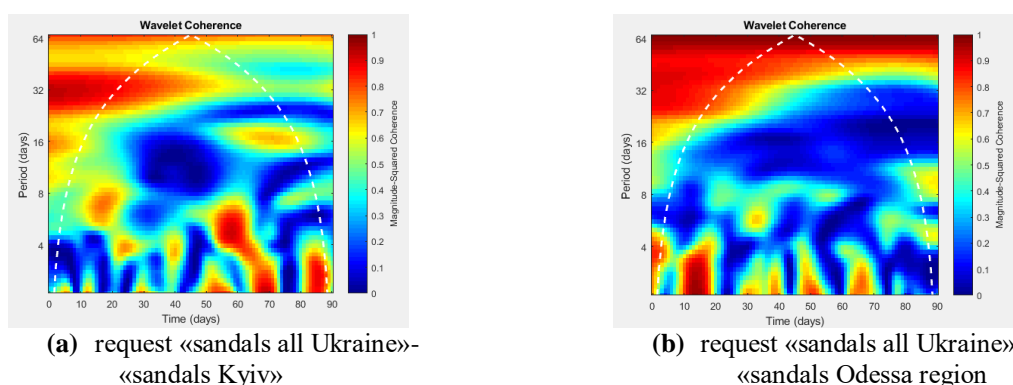 Wavelet Coherence
64
32
16
8
4
Period (days)
0 10 20 30 40 50 60 70 80 90
Time (days)
1
0.9
0.8
0.7
0.6
0.5
0.4
0.3
0.2
0.1
0
Magnitude-Squared Coherence
(a) request «sandals all Ukraine»-
«sandals Kyiv»
Wavelet Coherence
64
32
16
8
4
Period (days)
0 10 20 30 40 50 60 70 80 90
Time (days)
1
0.9
0.8
0.7
0.6
0.5
0.4
0.3
0.2
0.1
0
Magnitude-Squared Coherence
(b) request «sandals all Ukraine»
«sandals Odessa region